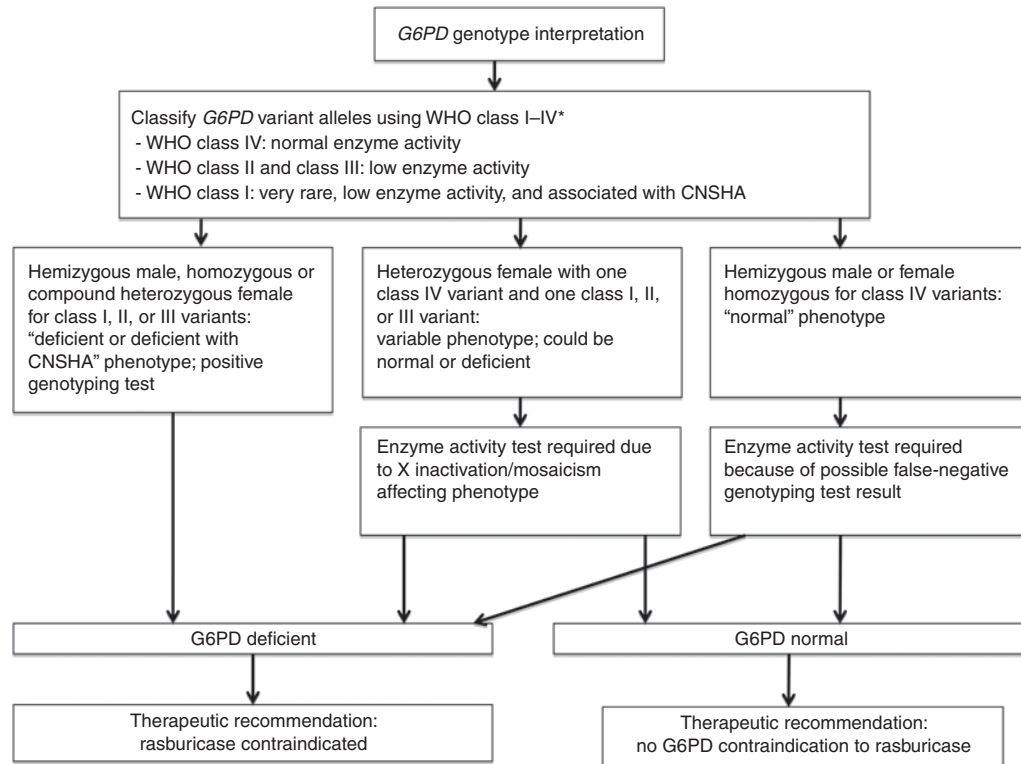 G6PD genotype interpretation
Classify G6PD variant alleles using WHO class I–IV*
- WHO class IV: normal enzyme activity
- WHO class II and class III: low enzyme activity
- WHO class I: very rare, low enzyme activity, and associated with CNSHA
Hemizygous male, homozygous or
compound heterozygous female
for class I, II, or III variants:
“deficient or deficient with
CNSHA” phenotype; positive
genotyping test
Heterozygous female with one
class IV variant and one class I, II,
or III variant:
variable phenotype; could be
normal or deficient
Hemizygous male or female
homozygous for class IV variants:
“normal” phenotype
Enzyme activity test required due
to X inactivation/mosaicism
affecting phenotype
Enzyme activity test required
because of possible false-negative
genotyping test result
G6PD deficient
G6PD normal
Therapeutic recommendation:
rasburicase contraindicated
Therapeutic recommendation:
no G6PD contraindication to rasburicase